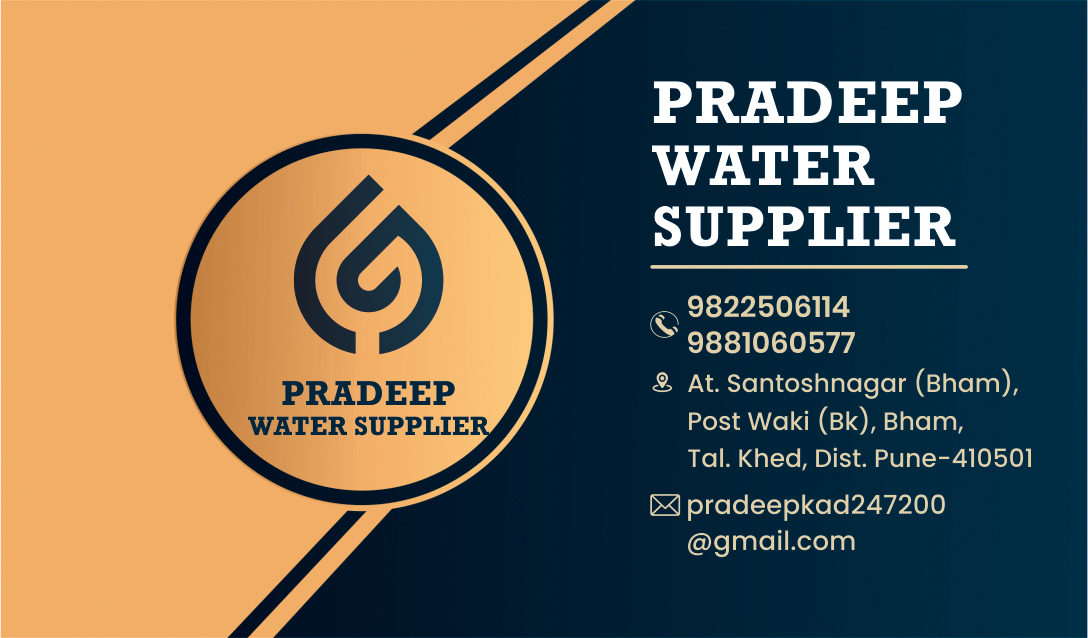 PRADEEP
WATER SUPPLIER
PRADEEP
WATER
SUPPLIER
9822506114
9881060577
At. Santoshnagar (Bham),
Post Waki (Bk), Bham,
Tal. Khed, Dist. Pune-410501
pradeepkad247200
@gmail.com